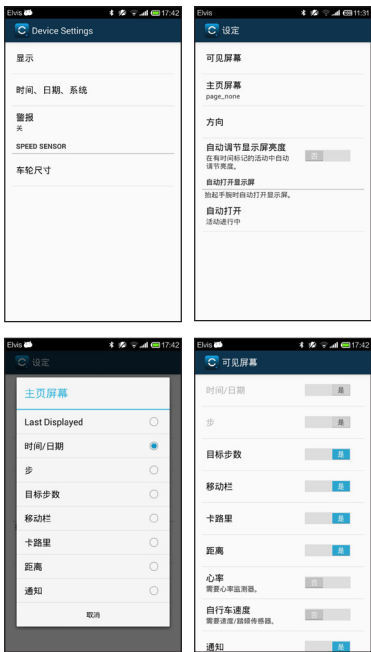 Elvis 17:42
Device Settings
显示
时间、日期、系统
警报
关
SPEED SENSOR
车轮尺寸
Elvis 11:31
设定
可见屏幕
主页屏幕
page_none
方向
自动调节显示屏亮度
在有时间标记的活动中自动
调节亮度。
否
自动打开显示屏
抬起手腕时自动打开显示屏。
自动打开
活动进行中
Elvis 17:42
设定
主页屏幕
Last Displayed
时间/日期
步
目标步数
移动栏
卡路里
距离
通知
取消
Elvis 17:42
可见屏幕
时间/日期 是
步 是
目标步数 是
移动栏 是
卡路里 是
距离 是
心率
需要心率监测器。
否
自行车速度
需要速度/踏频传感器。
否
通知 是